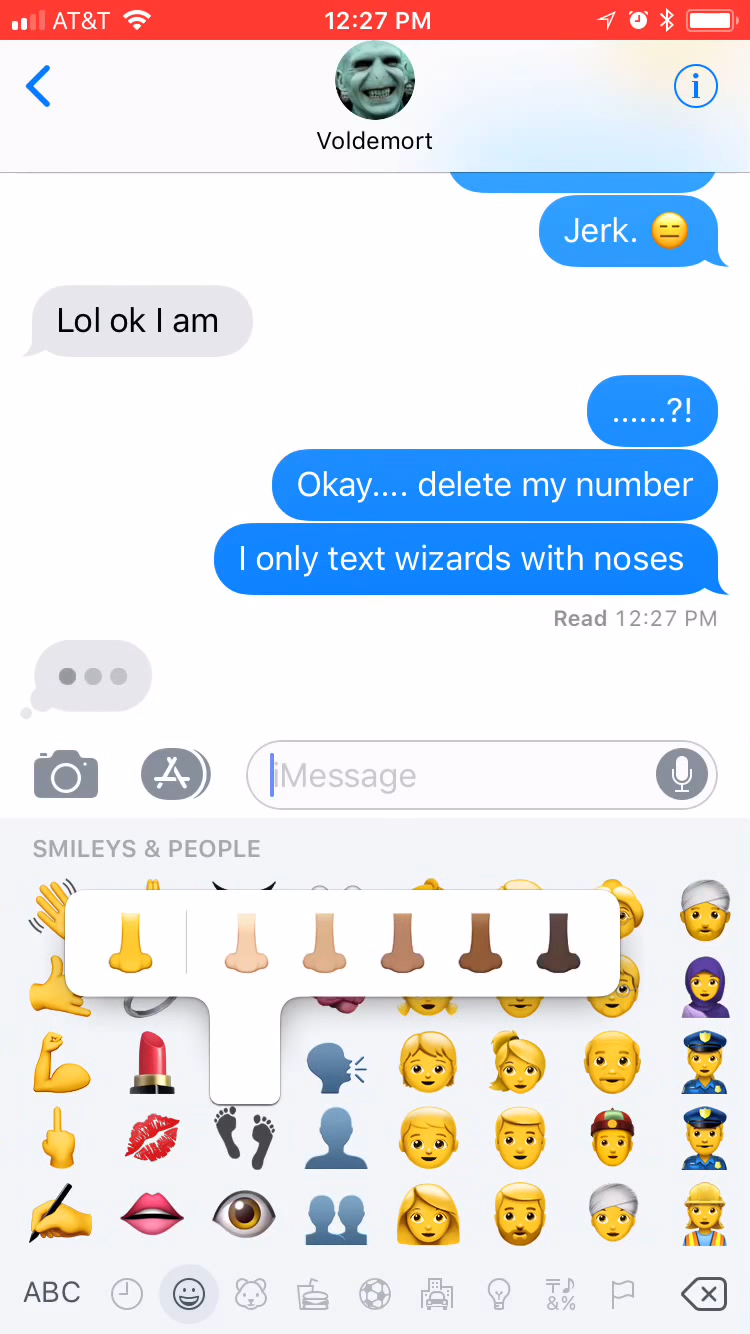 AT&T 12:27 PM
Voldemort
Jerk. 😑
Lol ok I am
......?!
Okay.... delete my number
I only text wizards with noses
Read 12:27 PM
iMessage
SMILEYS & PEOPLE
ABC
&%